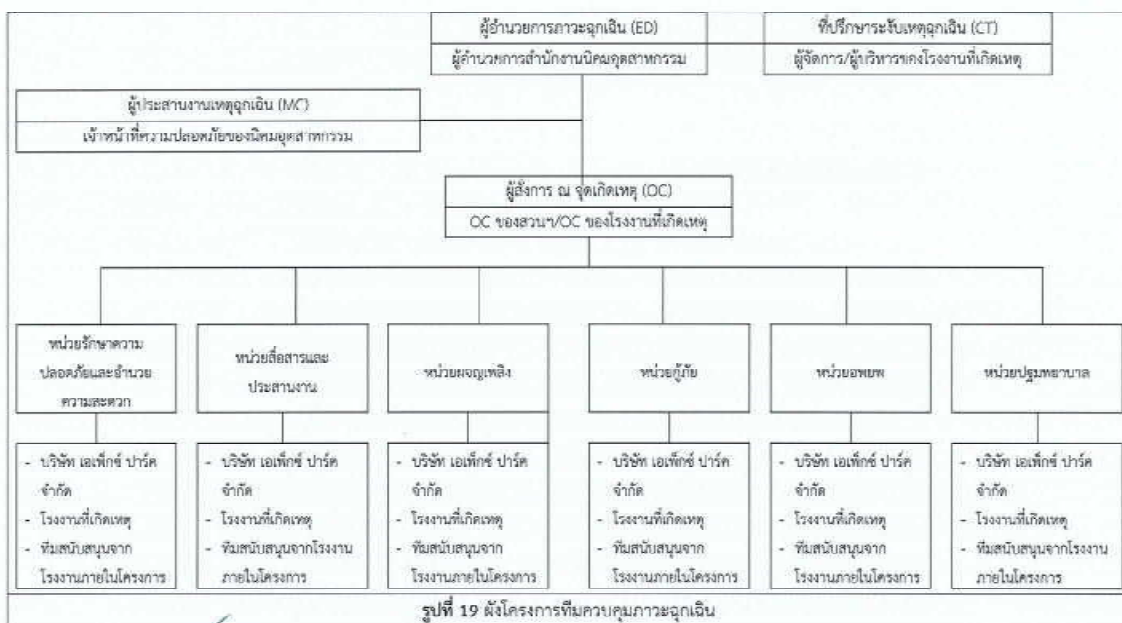 ผู้อำนวยการภาวะฉุกเฉิน (ED)
ผู้อำนวยการสำนักงานนิคมอุตสาหกรรม
ที่ปรึกษาระงับเหตุฉุกเฉิน (CT)
ผู้จัดการ/ผู้บริหารของโรงงานที่เกิดเหตุ
ผู้ประสานงานเหตุฉุกเฉิน (MC)
เจ้าหน้าที่ความปลอดภัยของนิคมอุตสาหกรรม
ผู้สั่งการ ณ จุดเกิดเหตุ (OC)
OC ของสวนฯ/OC ของโรงงานที่เกิดเหตุ
หน่วยรักษาความ
ปลอดภัยและอำนวย
ความสะดวก
หน่วยสื่อสารและ
ประสานงาน
หน่วยผจญเพลิง
หน่วยกู้ภัย
หน่วยอพยพ
หน่วยปฐมพยาบาล
- บริษัท เอเพ็กซ์ ปาร์ค
จำกัด
- โรงงานที่เกิดเหตุ
- ทีมสนับสนุนจาก
โรงงานภายในโครงการ
- บริษัท เอเพ็กซ์ ปาร์ค
จำกัด
- โรงงานที่เกิดเหตุ
- ทีมสนับสนุนจากโรงงาน
ภายในโครงการ
- บริษัท เอเพ็กซ์ ปาร์ค
จำกัด
- โรงงานที่เกิดเหตุ
- ทีมสนับสนุนจาก
โรงงานภายในโครงการ
- บริษัท เอเพ็กซ์ ปาร์ค
จำกัด
- โรงงานที่เกิดเหตุ
- ทีมสนับสนุนจาก
โรงงานภายในโครงการ
- บริษัท เอเพ็กซ์ ปาร์ค
จำกัด
- โรงงานที่เกิดเหตุ
- ทีมสนับสนุนจาก
โรงงานภายในโครงการ
- บริษัท เอเพ็กซ์ ปาร์ค
จำกัด
- โรงงานที่เกิดเหตุ
- ทีมสนับสนุนจากโรงงาน
ภายในโครงการ
รูปที่ 19 ผังโครงการทีมควบคุมภาวะฉุกเฉิน